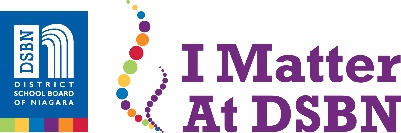 DSBN
DISTRICT
SCHOOL BOARD
OF NIAGARA
I Matter
At DSBN